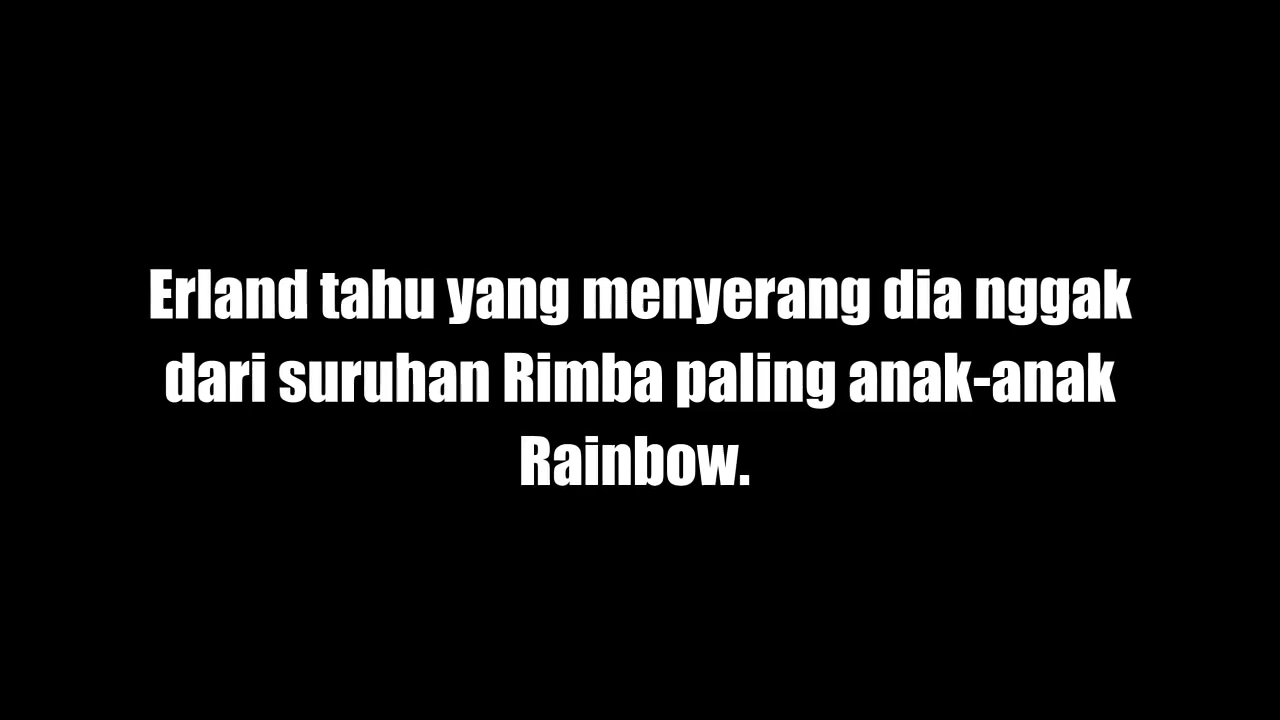 Erland tahu yang menyerang dia nggak
dari suruhan Rimba paling anak-anak
Rainbow.